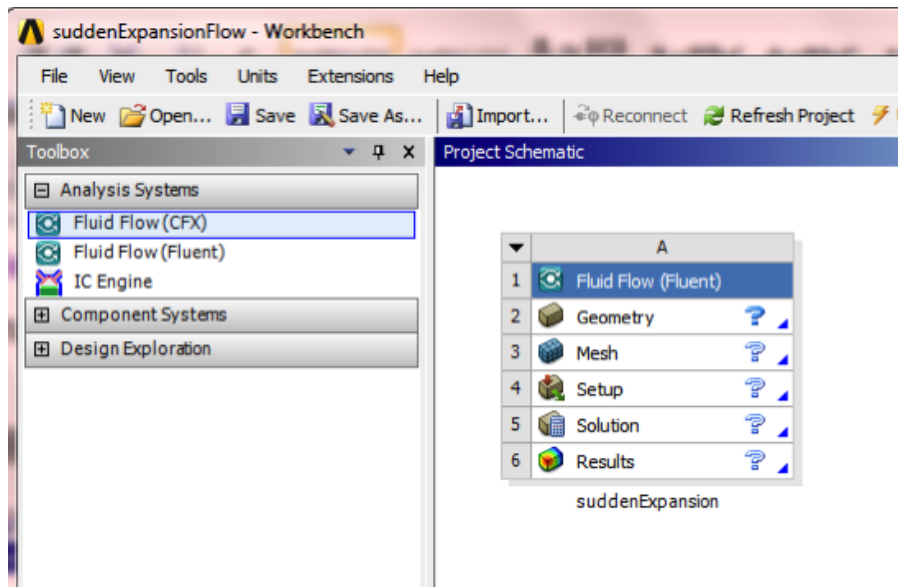 suddenExpansionFlow - Workbench
File View Tools Units Extensions Help
New Open... Save Save As... Import... Reconnect Refresh Project
Toolbox
Project Schematic
Analysis Systems
Fluid Flow (CFX)
Fluid Flow (Fluent)
IC Engine
Component Systems
Design Exploration
A
1 Fluid Flow (Fluent)
2 Geometry ?
3 Mesh ?
4 Setup ?
5 Solution ?
6 Results ?
suddenExpansion